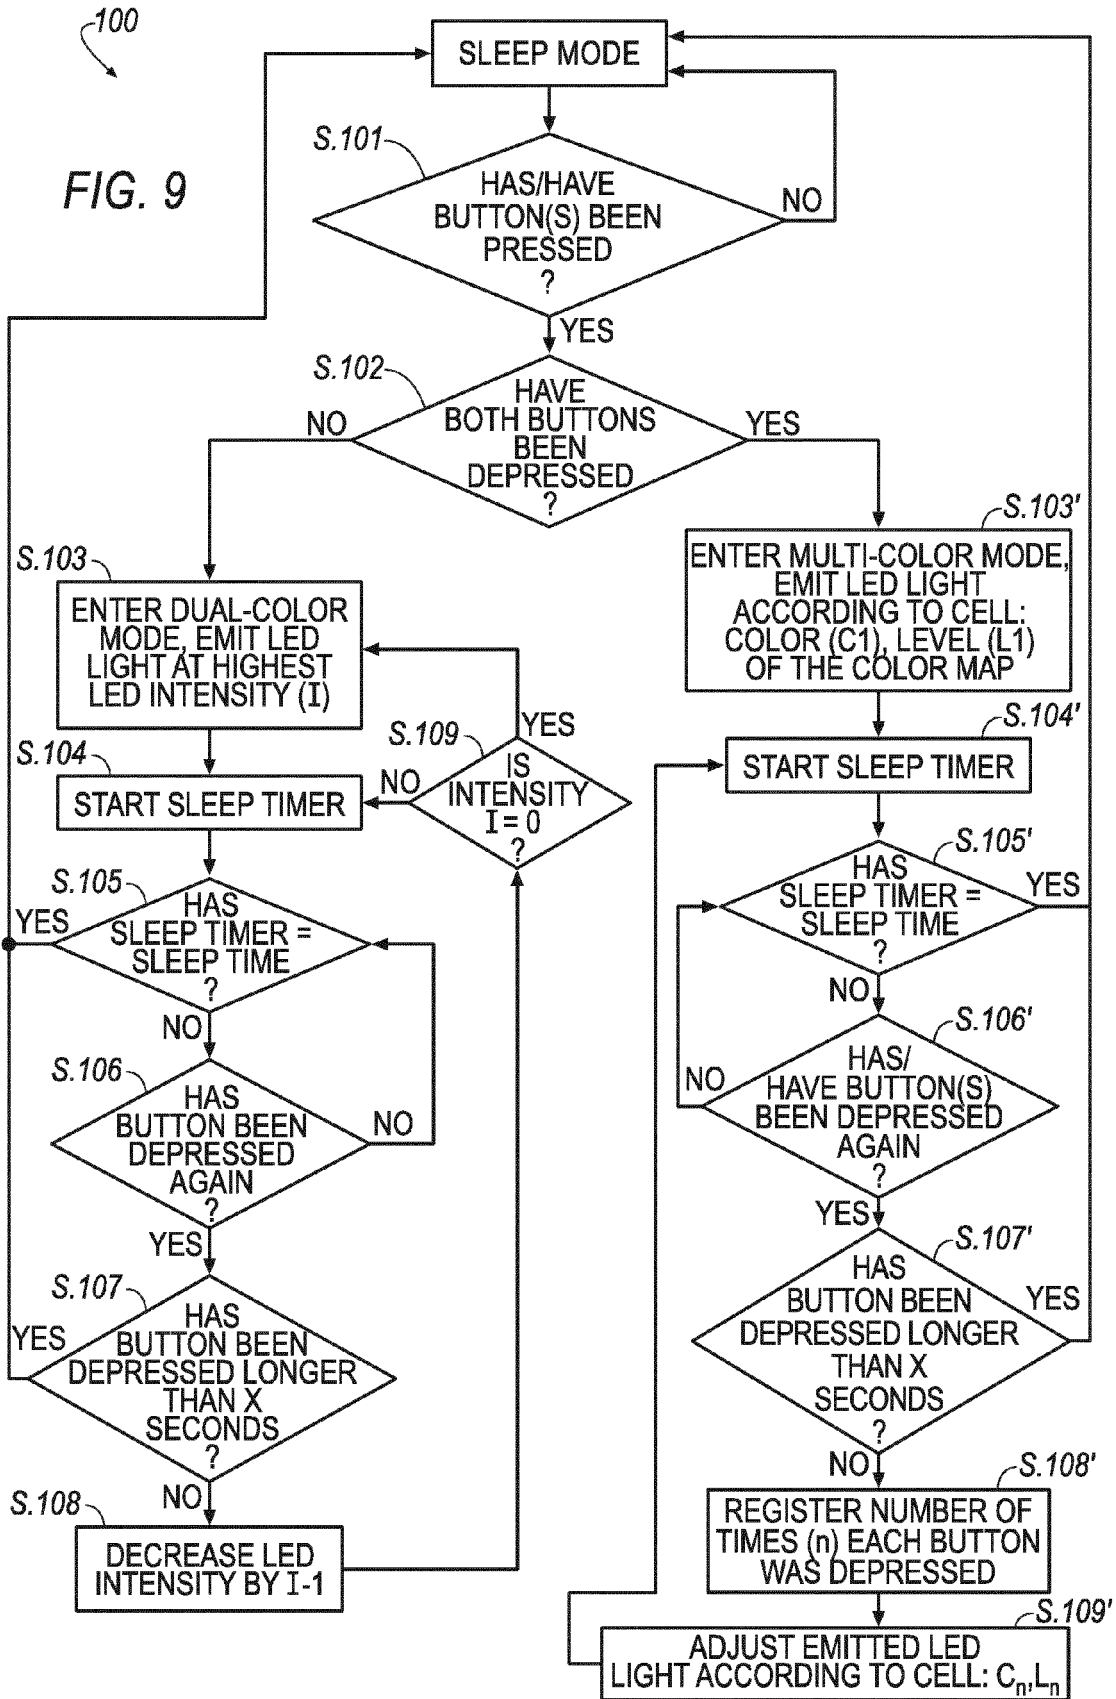 100
FIG. 9
SLEEP MODE
S.101
HAS/HAVE
BUTTON(S) BEEN
PRESSED
?
NO
YES
S.102
HAVE
BOTH BUTTONS
BEEN
DEPRESSED
?
NO
YES
S.103
ENTER DUAL-COLOR
MODE, EMIT LED
LIGHT AT HIGHEST
LED INTENSITY (I)
S.104
START SLEEP TIMER
S.105
HAS
SLEEP TIMER =
SLEEP TIME
?
YES
NO
S.106
HAS
BUTTON BEEN
DEPRESSED
AGAIN
?
NO
YES
S.107
HAS
BUTTON BEEN
DEPRESSED LONGER
THAN X
SECONDS
?
YES
NO
S.108
DECREASE LED
INTENSITY BY I-1
S.109
IS
INTENSITY
I = 0
?
YES
NO
S.103'
ENTER MULTI-COLOR MODE,
EMIT LED LIGHT
ACCORDING TO CELL:
COLOR (C1), LEVEL (L1)
OF THE COLOR MAP
S.104'
START SLEEP TIMER
S.105'
HAS
SLEEP TIMER =
SLEEP TIME
?
YES
NO
S.106'
HAS/
HAVE BUTTON(S)
BEEN DEPRESSED
AGAIN
?
NO
YES
S.107'
HAS
BUTTON BEEN
DEPRESSED LONGER
THAN X
SECONDS
?
YES
NO
S.108'
REGISTER NUMBER OF
TIMES (n) EACH BUTTON
WAS DEPRESSED
S.109'
ADJUST EMITTED LED
LIGHT ACCORDING TO CELL: Cn,Ln